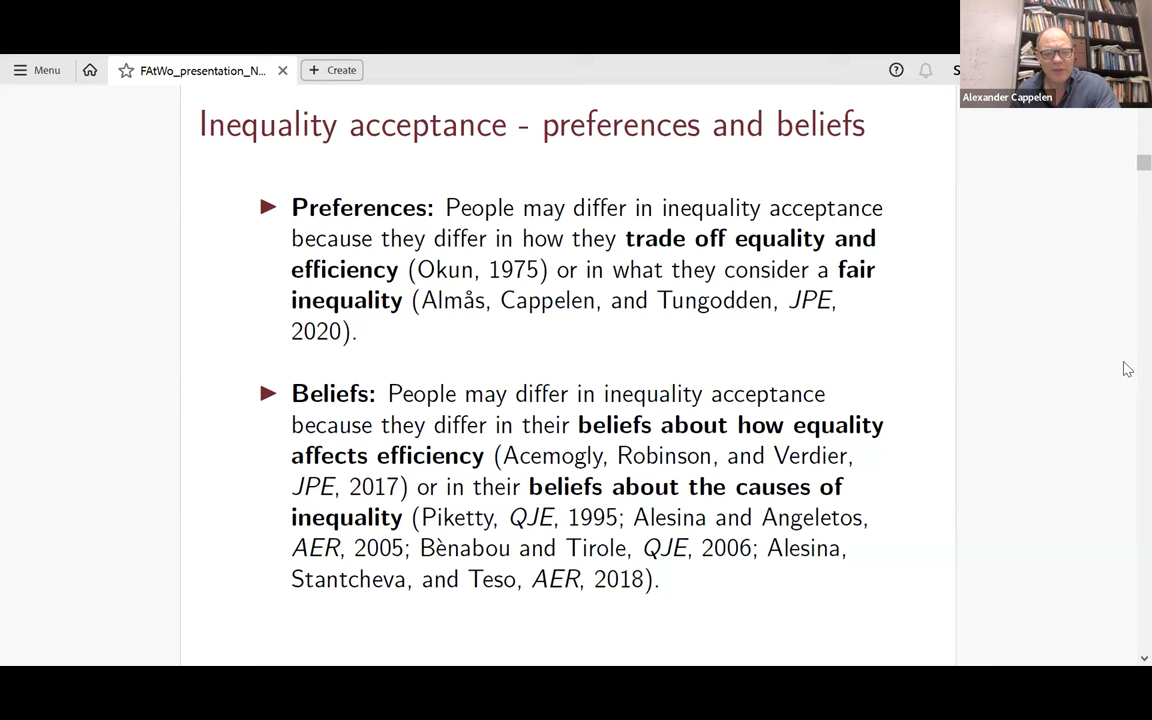 Menu
FAtWo_presentation_N...
Create
S
Alexander Cappelen
Inequality acceptance - preferences and beliefs
Preferences: People may differ in inequality acceptance
because they differ in how they trade off equality and
efficiency (Okun, 1975) or in what they consider a fair
inequality (Almås, Cappelen, and Tungodden, JPE,
2020).
Beliefs: People may differ in inequality acceptance
because they differ in their beliefs about how equality
affects efficiency (Acemogly, Robinson, and Verdier,
JPE, 2017) or in their beliefs about the causes of
inequality (Piketty, QJE, 1995; Alesina and Angeletos,
AER, 2005; Bènabou and Tirole, QJE, 2006; Alesina,
Stantcheva, and Teso, AER, 2018).